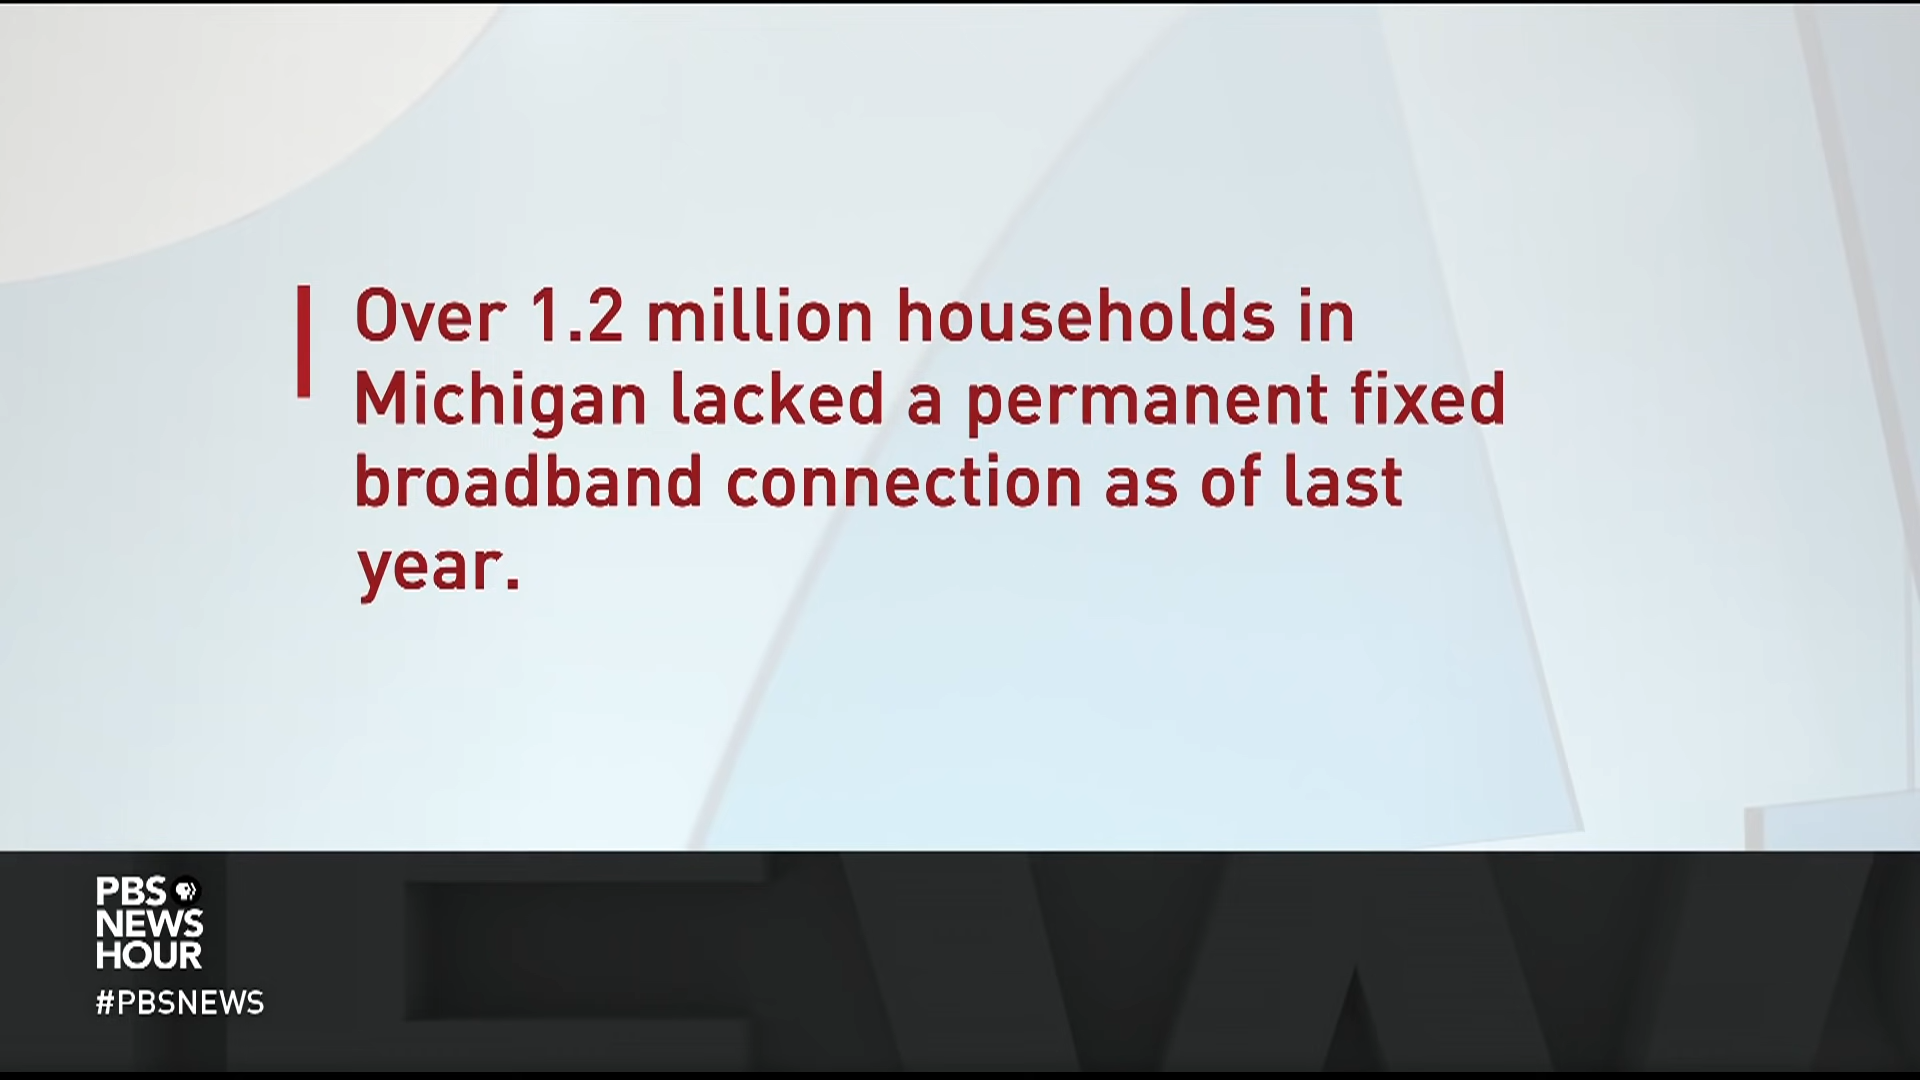 Over 1.2 million households in
Michigan lacked a permanent fixed
broadband connection as of last
year.
PBS
NEWS
HOUR
#PBSNEWS